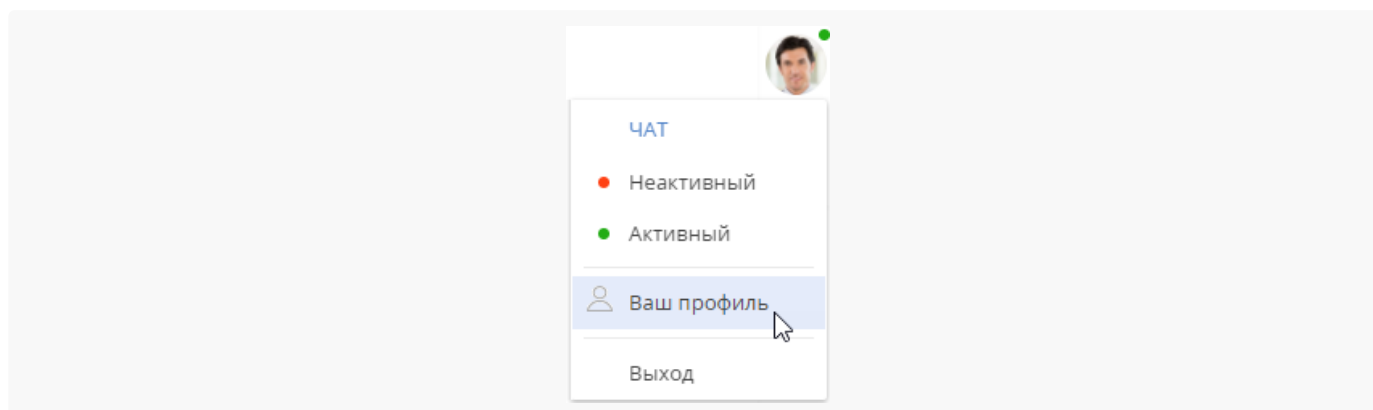 ЧАТ
Неактивный
Активный
Ваш профиль
Выход